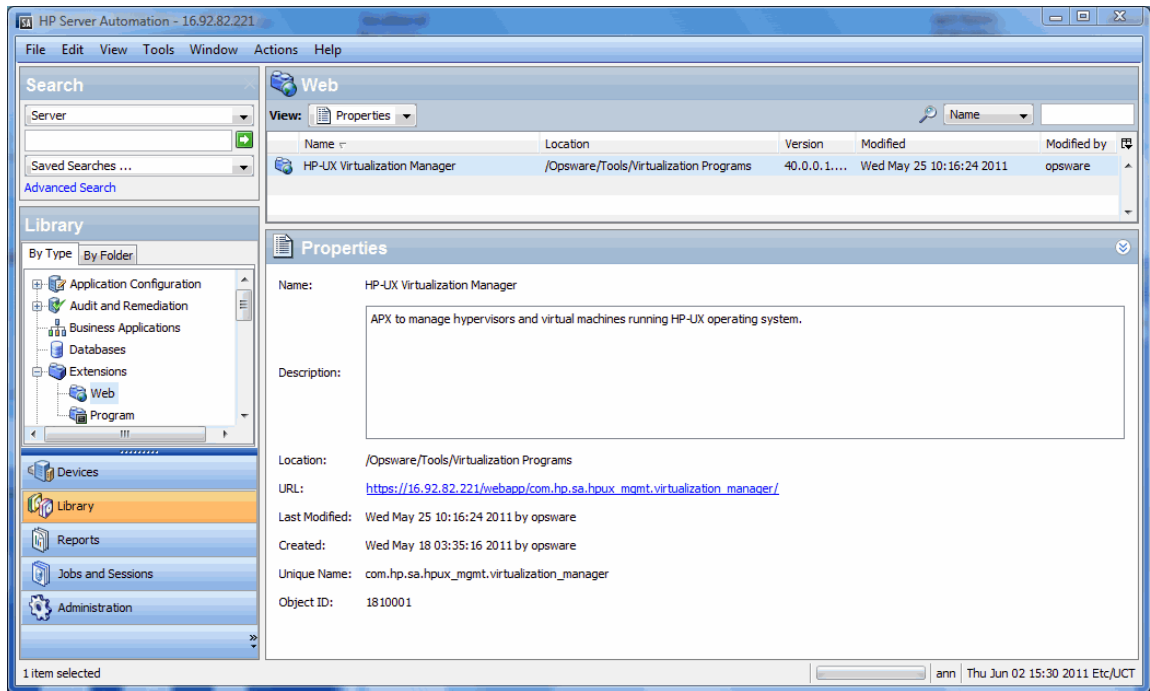 SA HP Server Automation - 16.92.82.221
File Edit View Tools Window Actions Help
Search
Server
Saved Searches ...
Advanced Search
Library
By Type By Folder
Application Configuration
Audit and Remediation
Business Applications
Databases
Extensions
Web
Program
Devices
Library
Reports
Jobs and Sessions
Administration
Web
View: Properties Name
Name Location Version Modified Modified by
HP-UX Virtualization Manager /Opsware/Tools/Virtualization Programs 40.0.0.1.... Wed May 25 10:16:24 2011 opsware
Properties
Name: HP-UX Virtualization Manager
Description: APX to manage hypervisors and virtual machines running HP-UX operating system.
Location: /Opsware/Tools/Virtualization Programs
URL: https://16.92.82.221/webapp/com.hp.sa.hpux_mgmt.virtualization_manager/
Last Modified: Wed May 25 10:16:24 2011 by opsware
Created: Wed May 18 03:35:16 2011 by opsware
Unique Name: com.hp.sa.hpux_mgmt.virtualization_manager
Object ID: 1810001
1 item selected ann Thu Jun 02 15:30 2011 Etc/UCT